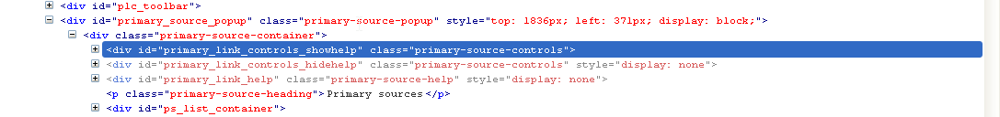 <div id="plc_toolbar">
<div id="primary_source_popup" class="primary-source-popup" style="top: 1836px; left: 371px; display: block;">
<div class="primary-source-container">
<div id="primary_link_controls_showhelp" class="primary-source-controls">
<div id="primary_link_controls_hidehelp" class="primary-source-controls" style="display: none">
<div id="primary_link_help" class="primary-source-help" style="display: none">
<p class="primary-source-heading">Primary sources</p>
<div id="ps_list_container">